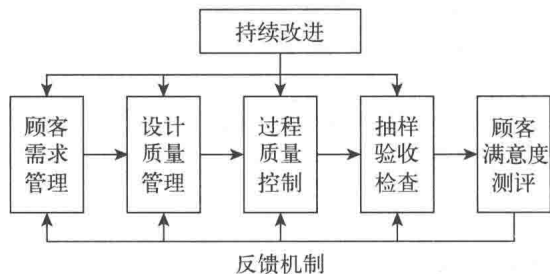 持续改进
顾客
需求
管理
设计
质量
管理
过程
质量
控制
抽样
验收
检查
顾客
满意度
测评
反馈机制